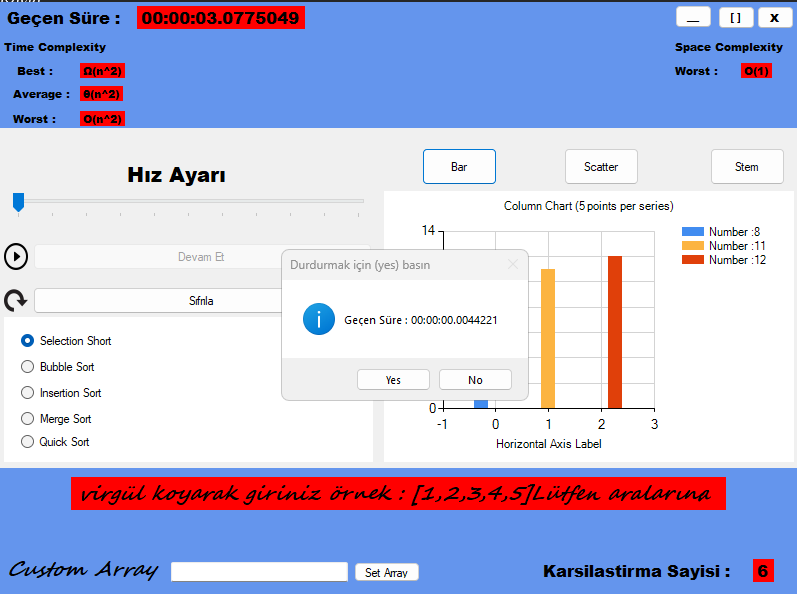 Geçen Süre : 00:00:03.0775049
__ [ ] x
Time Complexity
Best : Ω(n^2)
Average : θ(n^2)
Worst : O(n^2)
Space Complexity
Worst : O(1)
Hız Ayarı
Devam Et
Sıfırla
Selection Short
Bubble Sort
Insertion Sort
Merge Sort
Quick Sort
Bar Scatter Stem
Column Chart (5 points per series)
14
0
-1 0 1 2 3
Horizontal Axis Label
Number :8
Number :11
Number :12
Durdurmak için (yes) basın
Geçen Süre : 00:00:00.0044221
Yes No
virgül koyarak giriniz örnek : [1,2,3,4,5]Lütfen aralarına
Custom Array
Set Array
Karsilastirma Sayisi : 6